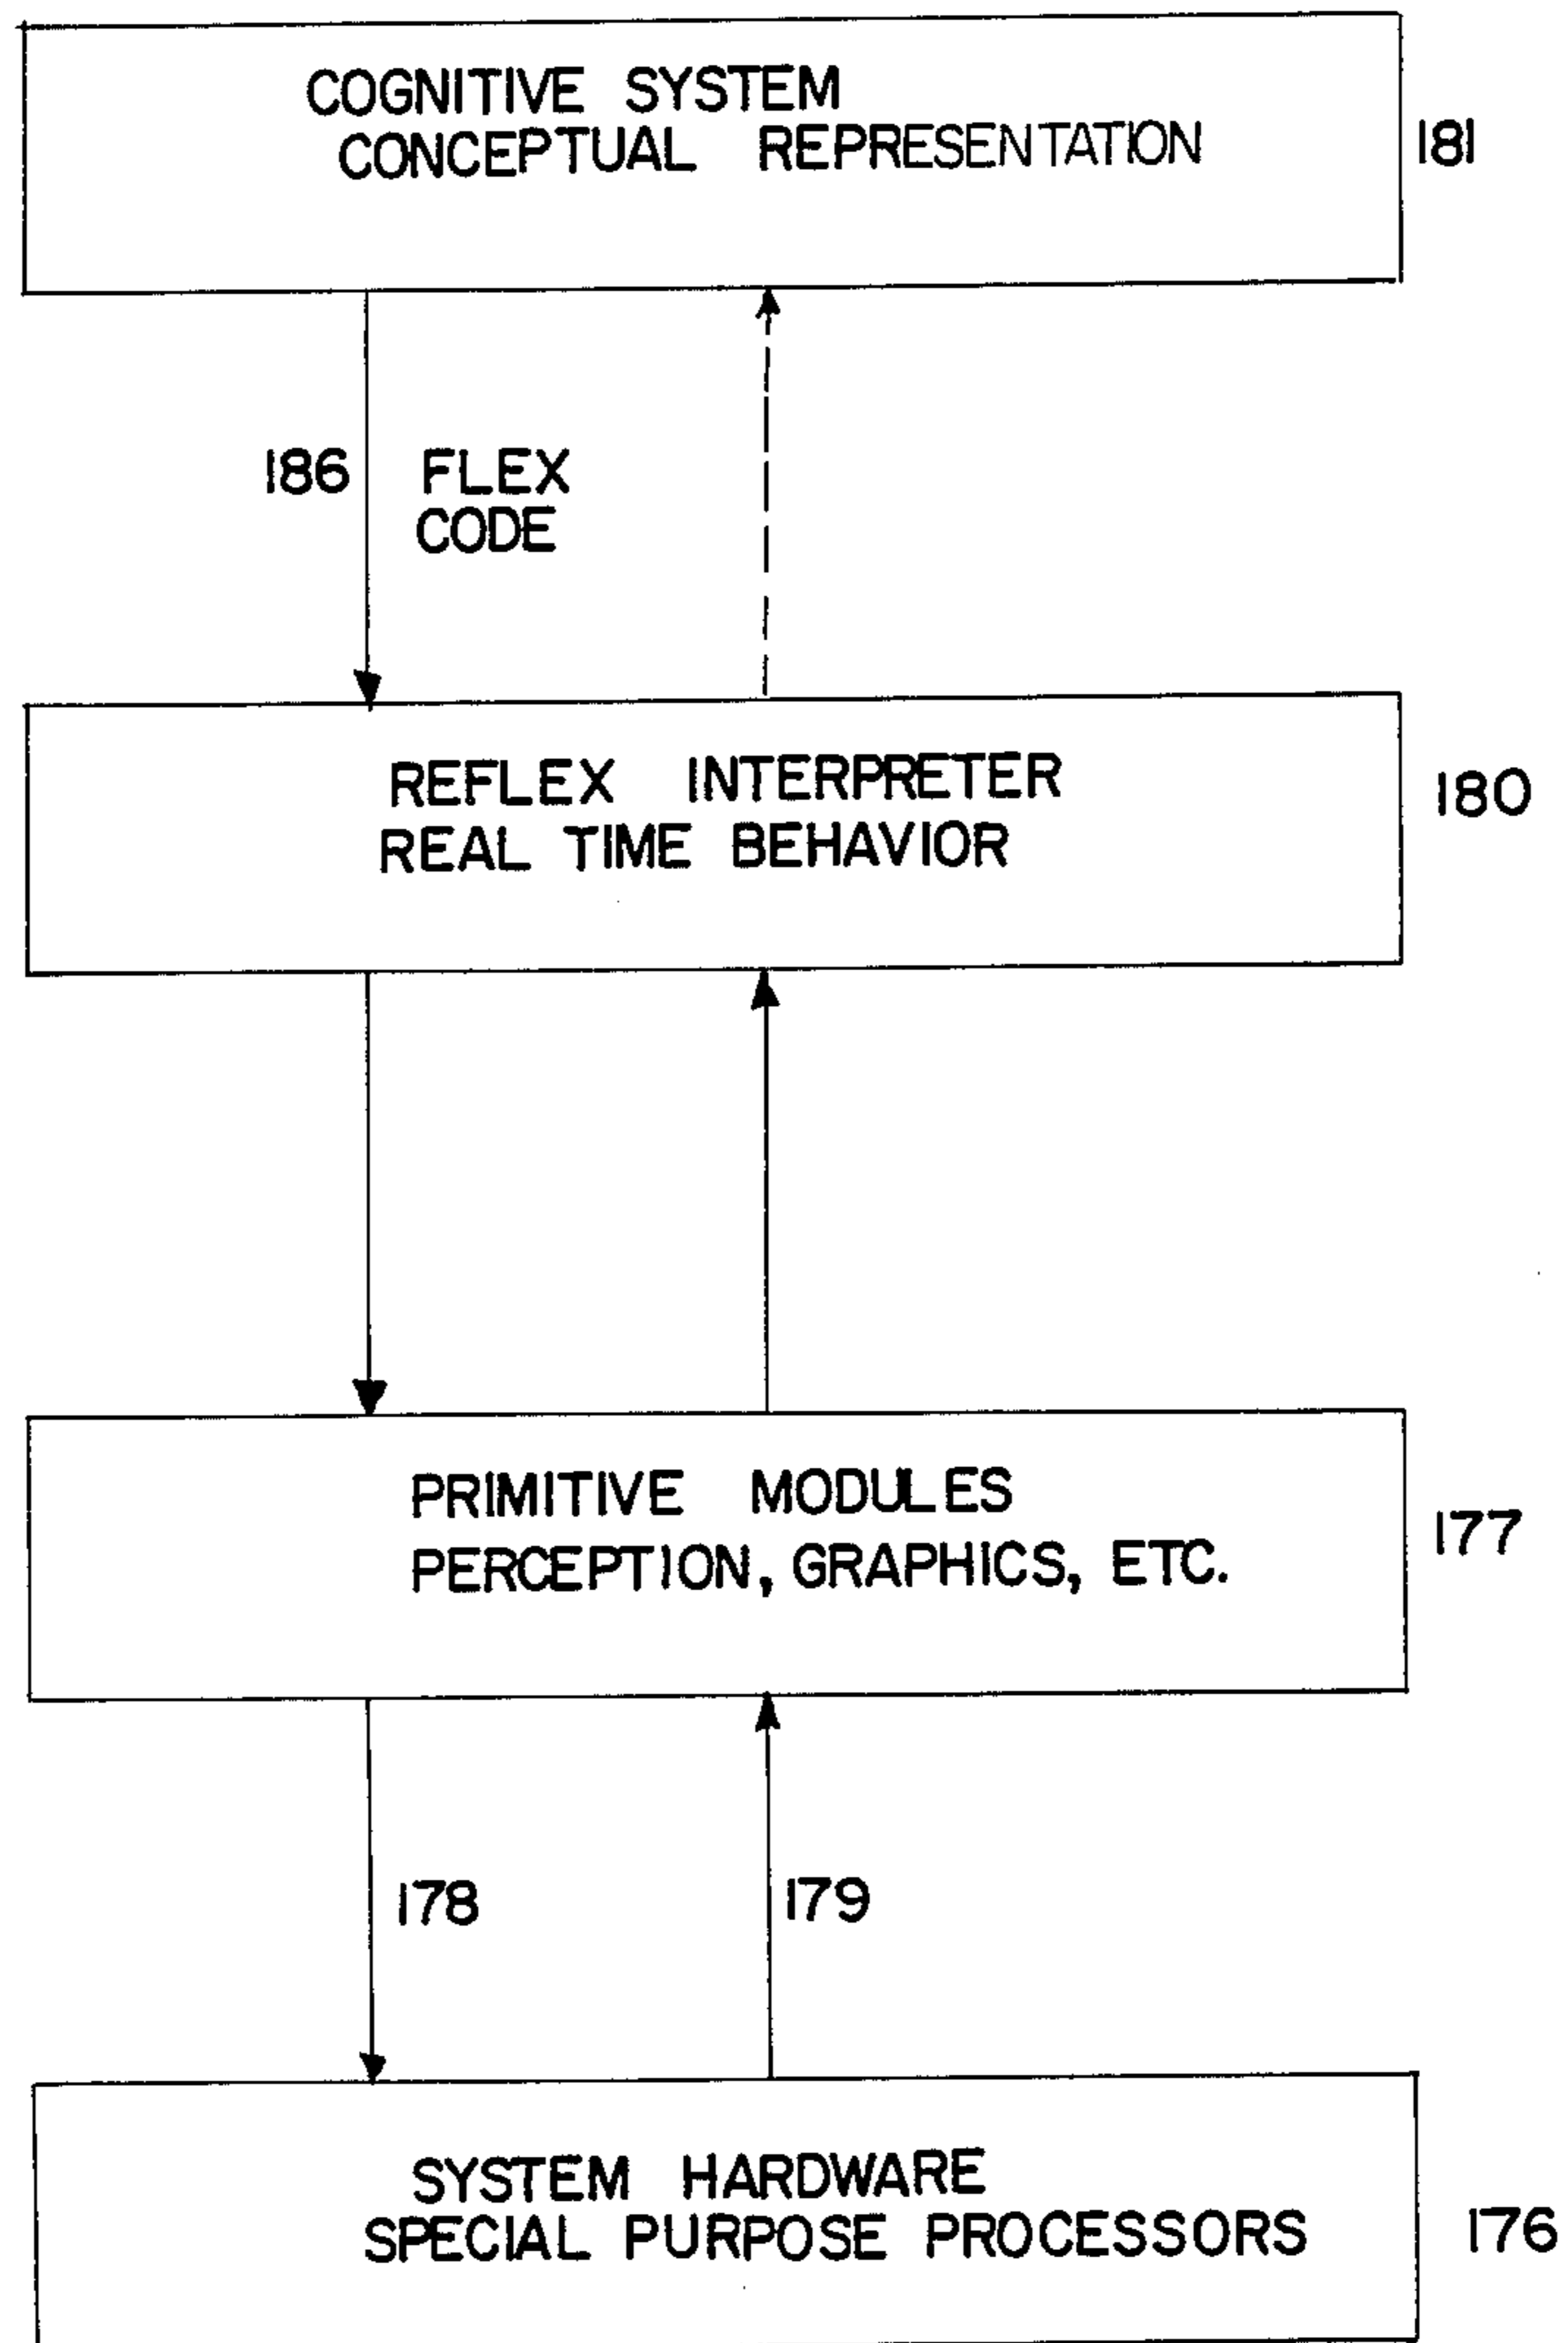 COGNITIVE SYSTEM
CONCEPTUAL REPRESENTATION
181
186
FLEX
CODE
REFLEX INTERPRETER
REAL TIME BEHAVIOR
180
PRIMITIVE MODULES
PERCEPTION, GRAPHICS, ETC.
177
178
179
SYSTEM HARDWARE
SPECIAL PURPOSE PROCESSORS
176